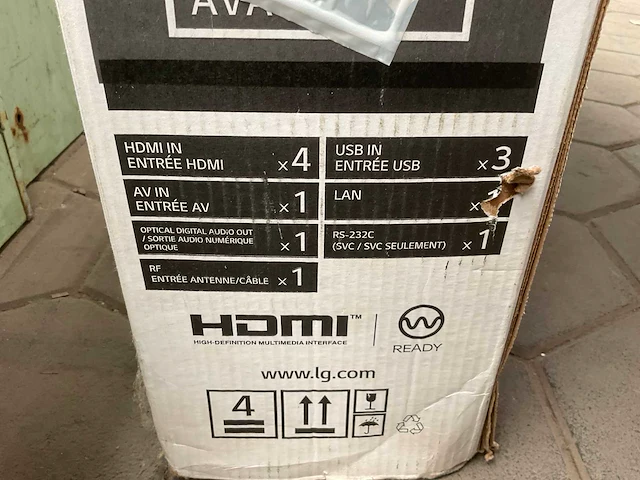 HDMI IN
ENTRÉE HDMI x4
USB IN
ENTRÉE USB x3
AV IN
ENTRÉE AV x1
LAN x
OPTICAL DIGITAL AUDIO OUT
/ SORTIE AUDIO NUMÉRIQUE
OPTIQUE x1
RS-232C
(SVC / SVC SEULEMENT) x1
RF
ENTRÉE ANTENNE/CÂBLE x1
HDMI™
HIGH-DEFINITION MULTIMEDIA INTERFACE
W
READY
www.lg.com
4